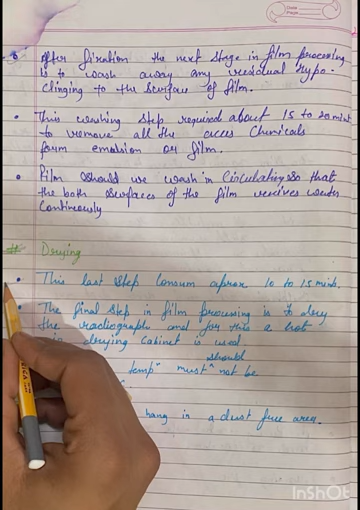 After fixation the next stage in film processing
is to wash away any residual hypo.
clinging to the surface of film.
• This washing step required about 15 to 20 mint
to remove all the acces chemicals
form emulsion or film.
• Film should we wash in Circulating so that
the both surfaces of the film receives water
Continously
# Drying
• This last step Consum aprox 10 to 15 mint.
• The final step in film processing is to dry
the radiograph and for this a hot
drying cabinet is used
should
temp must ^ not be
hang in a dust free area.
InShOt